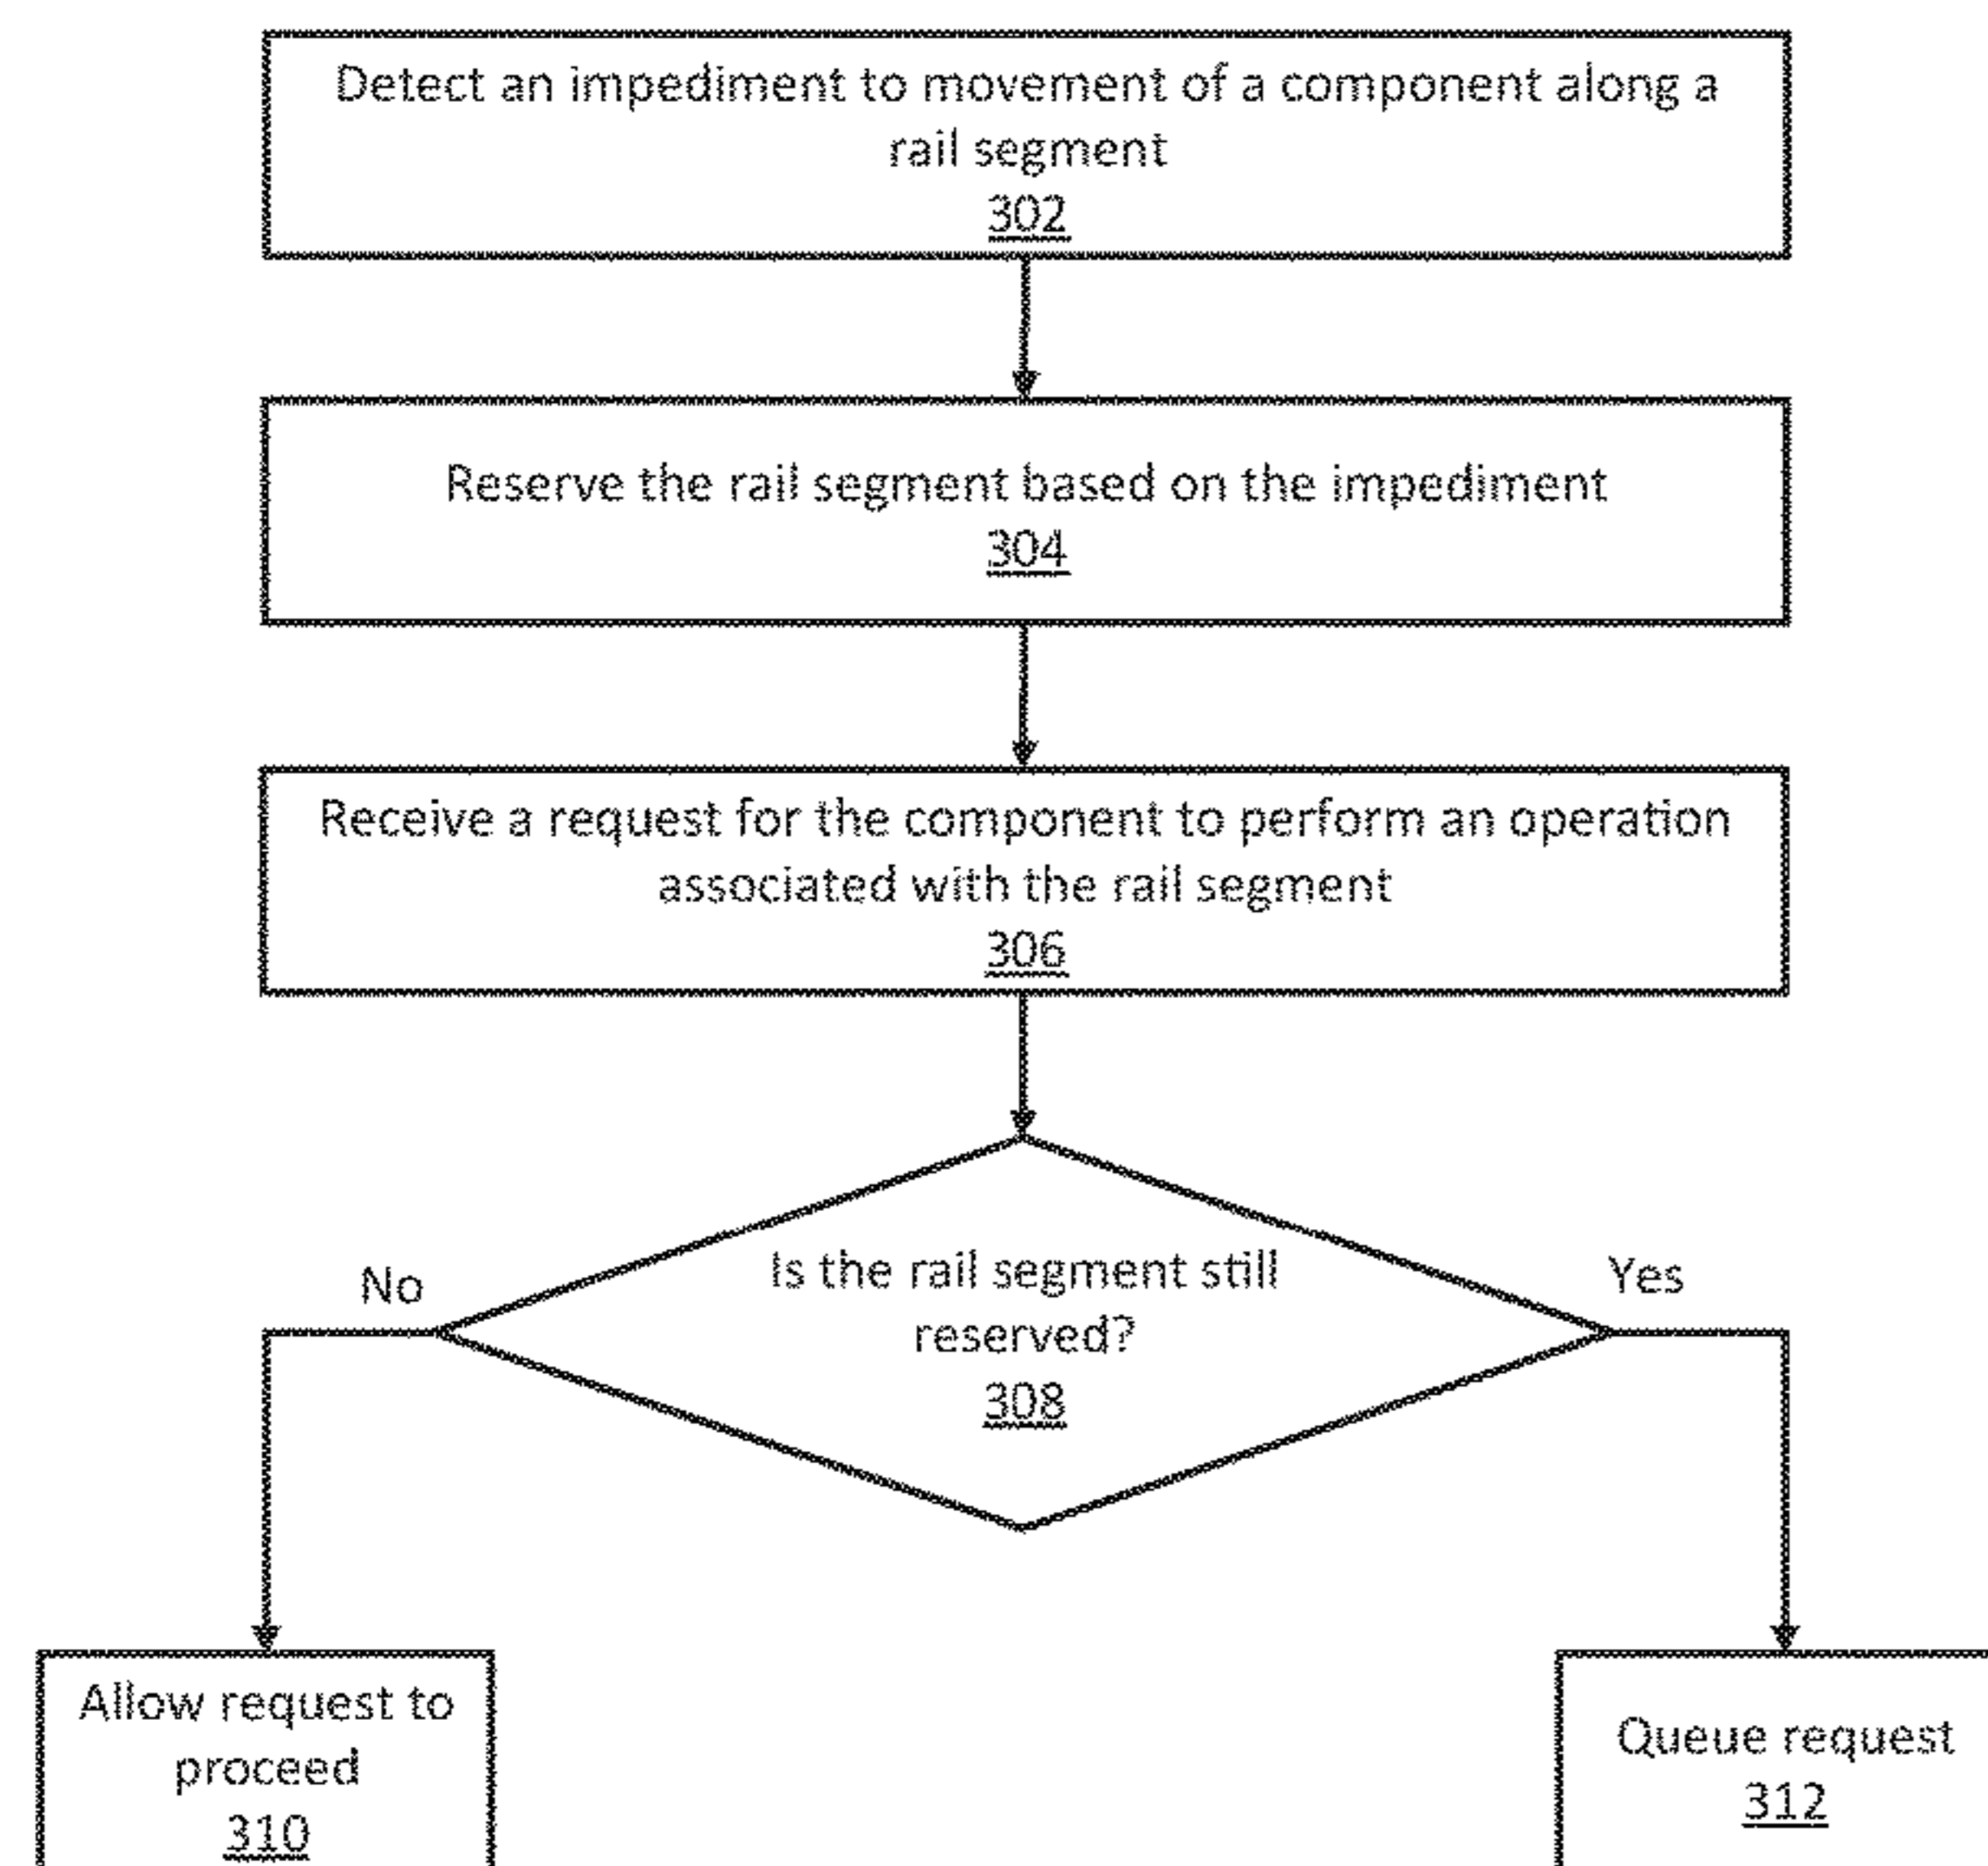 Detect an impediment to movement of a component along a
rail segment
302
Reserve the rail segment based on the impediment
304
Receive a request for the component to perform an operation
associated with the rail segment
306
Is the rail segment still
reserved?
308
No
Yes
Allow request to
proceed
310
Queue request
312